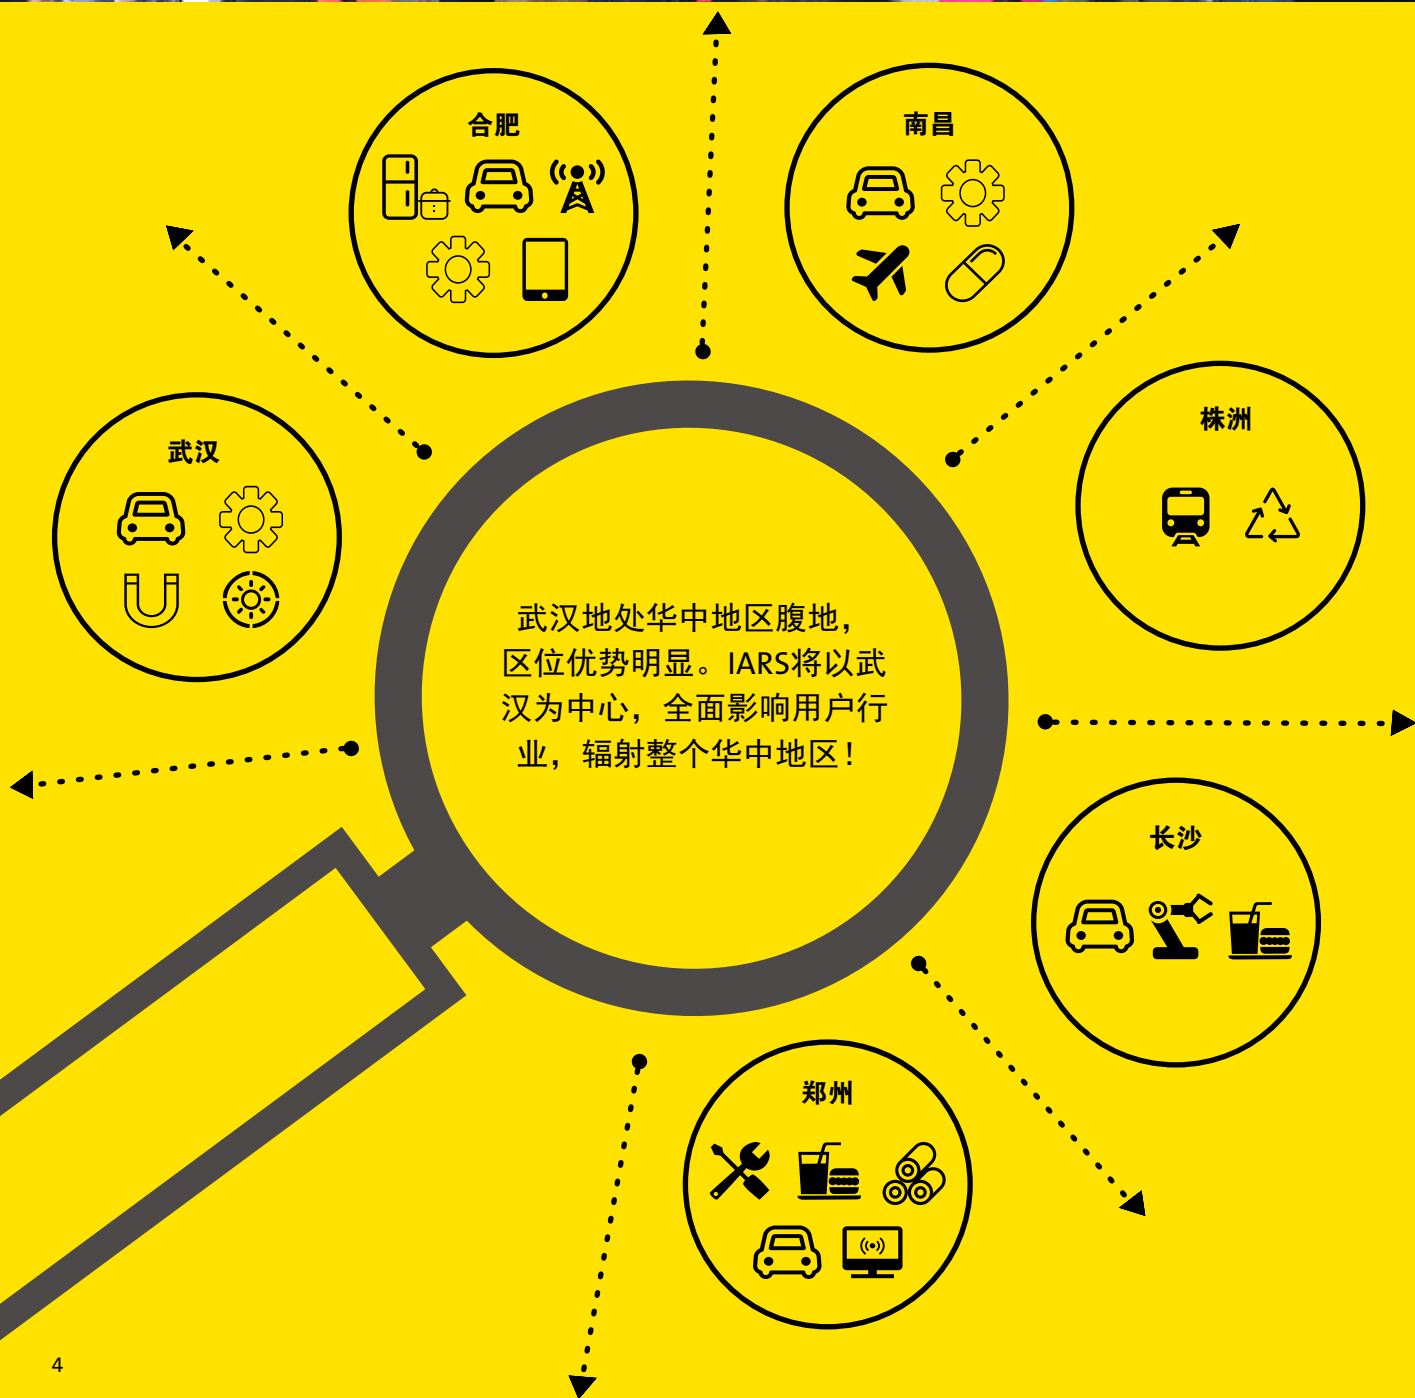 合肥
南昌
武汉
株洲
武汉地处华中地区腹地，
区位优势明显。IARS将以武
汉为中心，全面影响用户行
业，辐射整个华中地区！
长沙
郑州
4